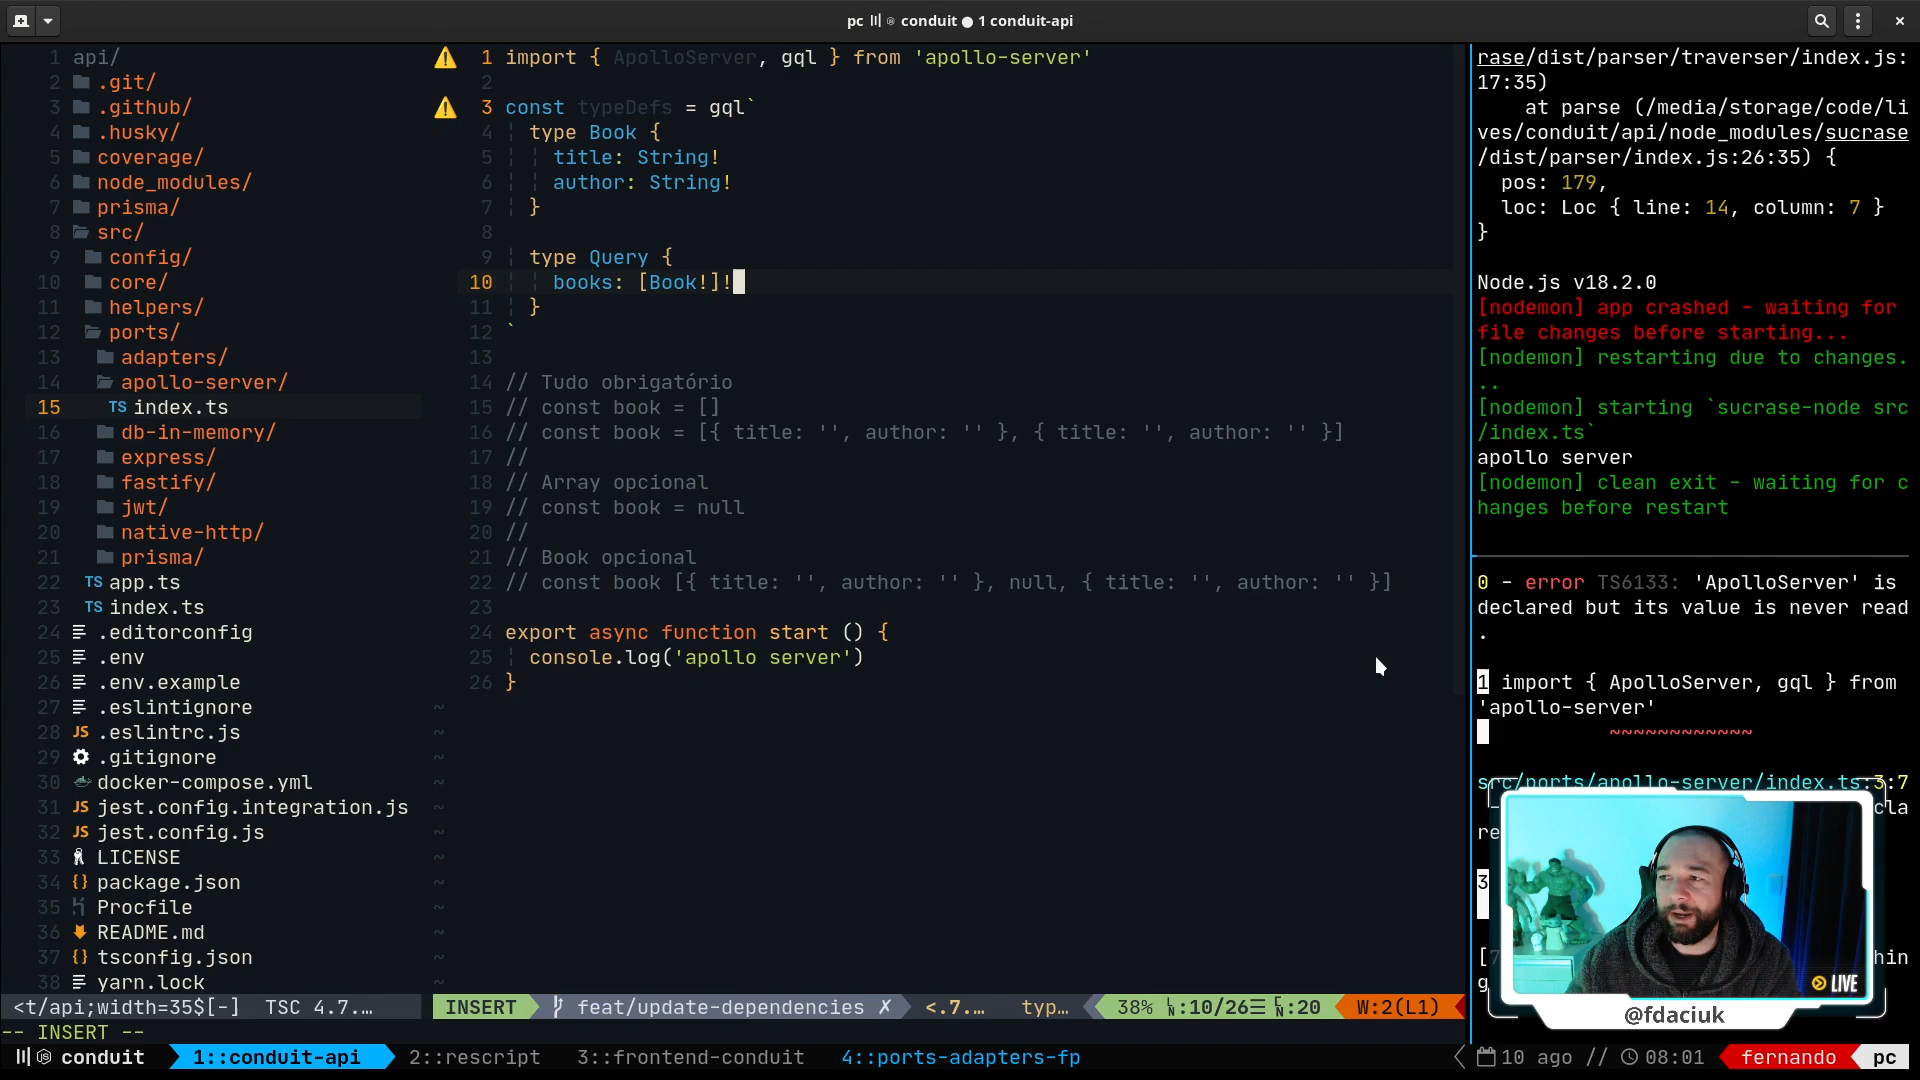 pc conduit ● 1 conduit-api
1 api/
2 .git/
3 .github/
4 .husky/
5 coverage/
6 node_modules/
7 prisma/
8 src/
9 config/
10 core/
11 helpers/
12 ports/
13 adapters/
14 apollo-server/
15 TS index.ts
16 db-in-memory/
17 express/
18 fastify/
19 jwt/
20 native-http/
21 prisma/
22 TS app.ts
23 TS index.ts
24 .editorconfig
25 .env
26 .env.example
27 .eslintignore
28 JS .eslintrc.js
29 .gitignore
30 docker-compose.yml
31 JS jest.config.integration.js
32 JS jest.config.js
33 LICENSE
34 {} package.json
35 Procfile
36 README.md
37 {} tsconfig.json
38 yarn.lock
<t/api;width=35$[-] TSC 4.7...
1 import { ApolloServer, gql } from 'apollo-server'
2
3 const typeDefs = gql`
4 type Book {
5 title: String!
6 author: String!
7 }
8
9 type Query {
10 books: [Book!]!
11 }
12 `
13
14 // Tudo obrigatório
15 // const book = []
16 // const book = [{ title: '', author: '' }, { title: '', author: '' }]
17 //
18 // Array opcional
19 // const book = null
20 //
21 // Book opcional
22 // const book [{ title: '', author: '' }, null, { title: '', author: '' }]
23
24 export async function start () {
25 console.log('apollo server')
26 }
INSERT feat/update-dependencies ✗ <.7.… typ… 38% :10/26☰ :20 W:2(L1)
rase/dist/parser/traverser/index.js:
17:35)
at parse (/media/storage/code/li
ves/conduit/api/node_modules/sucrase
/dist/parser/index.js:26:35) {
pos: 179,
loc: Loc { line: 14, column: 7 }
}
Node.js v18.2.0
[nodemon] app crashed - waiting for
file changes before starting...
[nodemon] restarting due to changes.
..
[nodemon] starting `sucrase-node src
/index.ts`
apollo server
[nodemon] clean exit - waiting for c
hanges before restart
0 - error TS6133: 'ApolloServer' is
declared but its value is never read
.
1 import { ApolloServer, gql } from
'apollo-server'
~~~~~~~~~~~~
src/ports/apollo-server/index.ts:3:7
cla
re
3
hin
g
LIVE
@fdaciuk
-- INSERT --
conduit 1::conduit-api 2::rescript 3::frontend-conduit 4::ports-adapters-fp
10 ago // 08:01 fernando pc